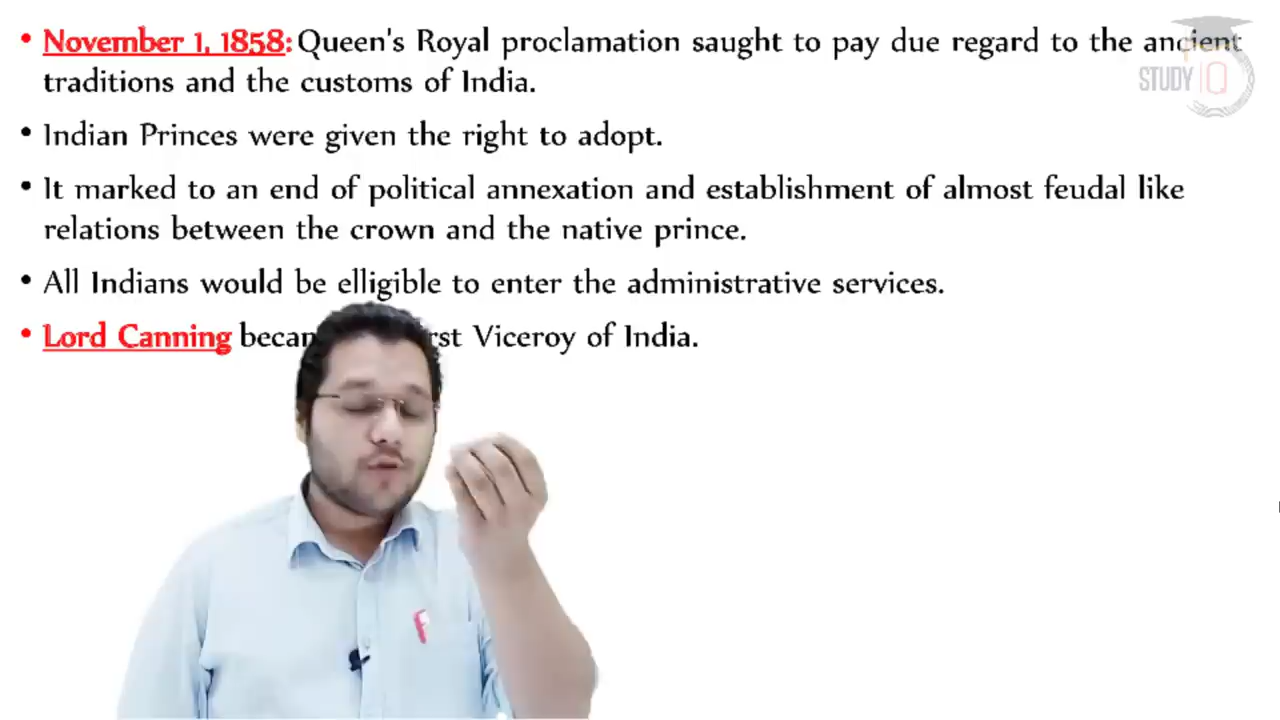 • November 1, 1858: Queen's Royal proclamation saught to pay due regard to the ancient
traditions and the customs of India.
• Indian Princes were given the right to adopt.
• It marked to an end of political annexation and establishment of almost feudal like
relations between the crown and the native prince.
• All Indians would be elligible to enter the administrative services.
• Lord Canning becam rst Viceroy of India.
STUDY IQ